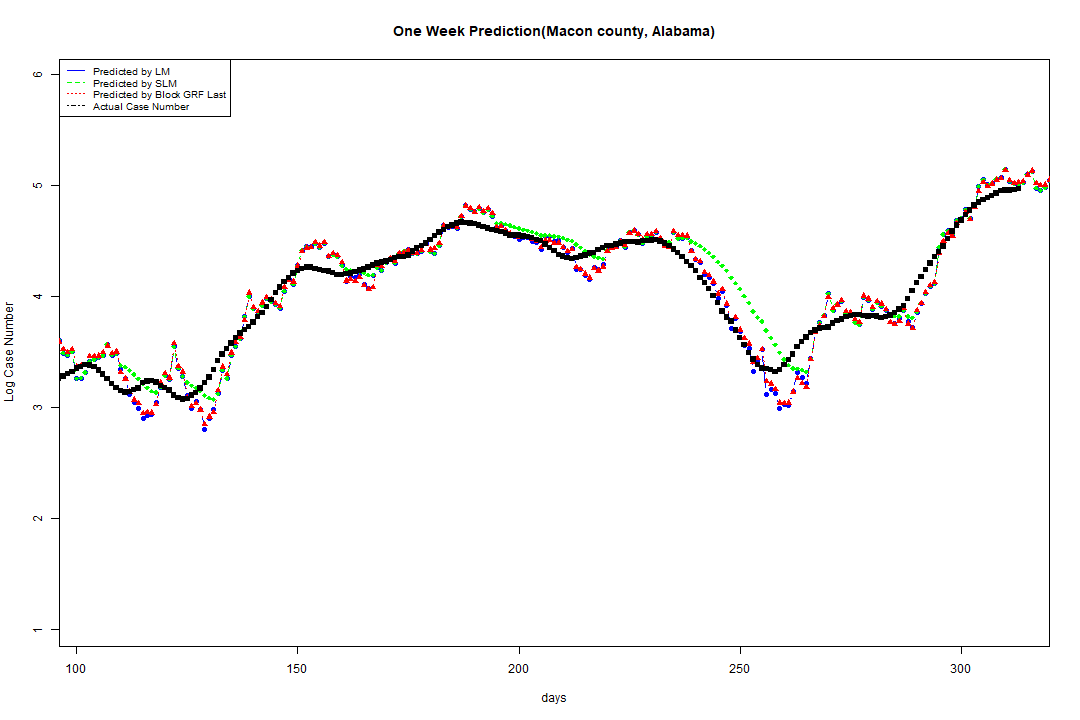 One Week Prediction(Macon county, Alabama)
Predicted by LM
Predicted by SLM
Predicted by Block GRF Last
Actual Case Number
6
5
4
3
2
1
Log Case Number
100 150 200 250 300
days